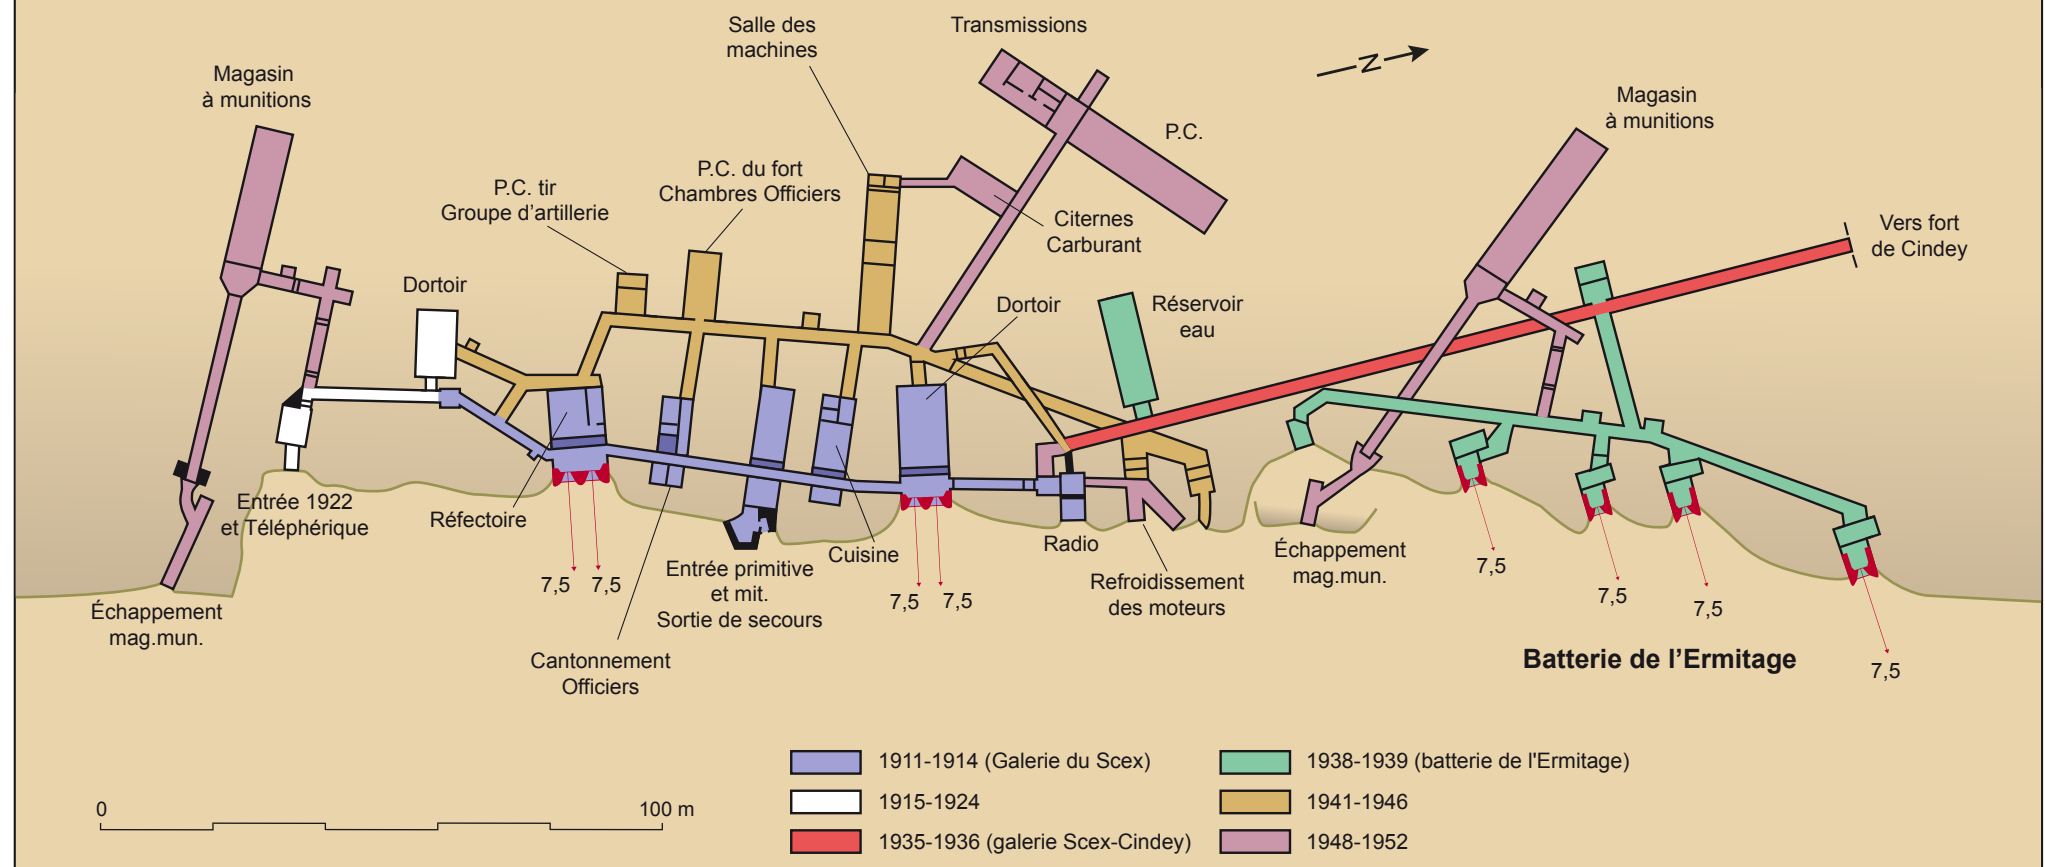 Salle des
machines
Transmissions
N
Magasin
à munitions
Magasin
à munitions
P.C.
P.C. du fort
Chambres Officiers
P.C. tir
Groupe d'artillerie
Citernes
Carburant
Vers fort
de Cindey
Dortoir
Dortoir
Réservoir
eau
Entrée 1922
et Téléphérique
Réfectoire
Cuisine
Radio
Échappement
mag.mun.
Entrée primitive
et mit.
Sortie de secours
Refroidissement
des moteurs
7,5
7,5
7,5
7,5
7,5
7,5
7,5
7,5
Échappement
mag.mun.
Cantonnement
Officiers
Batterie de l'Ermitage
0
100 m
1911-1914 (Galerie du Scex)
1915-1924
1935-1936 (galerie Scex-Cindey)
1938-1939 (batterie de l'Ermitage)
1941-1946
1948-1952